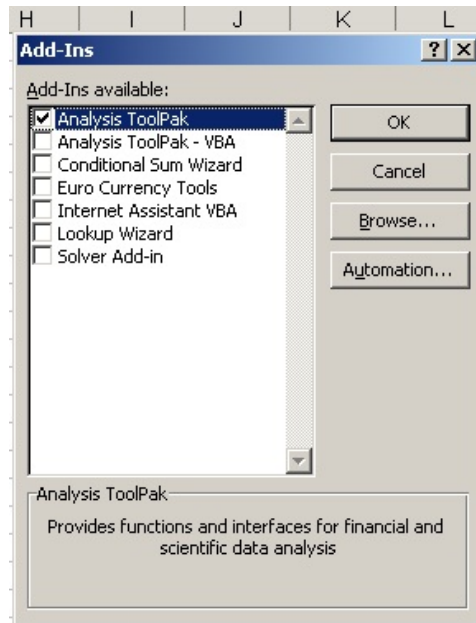 H I J K L
Add-Ins
Add-Ins available:
Analysis ToolPak
Analysis ToolPak - VBA
Conditional Sum Wizard
Euro Currency Tools
Internet Assistant VBA
Lookup Wizard
Solver Add-in
OK
Cancel
Browse...
Automation...
Analysis ToolPak
Provides functions and interfaces for financial and
scientific data analysis